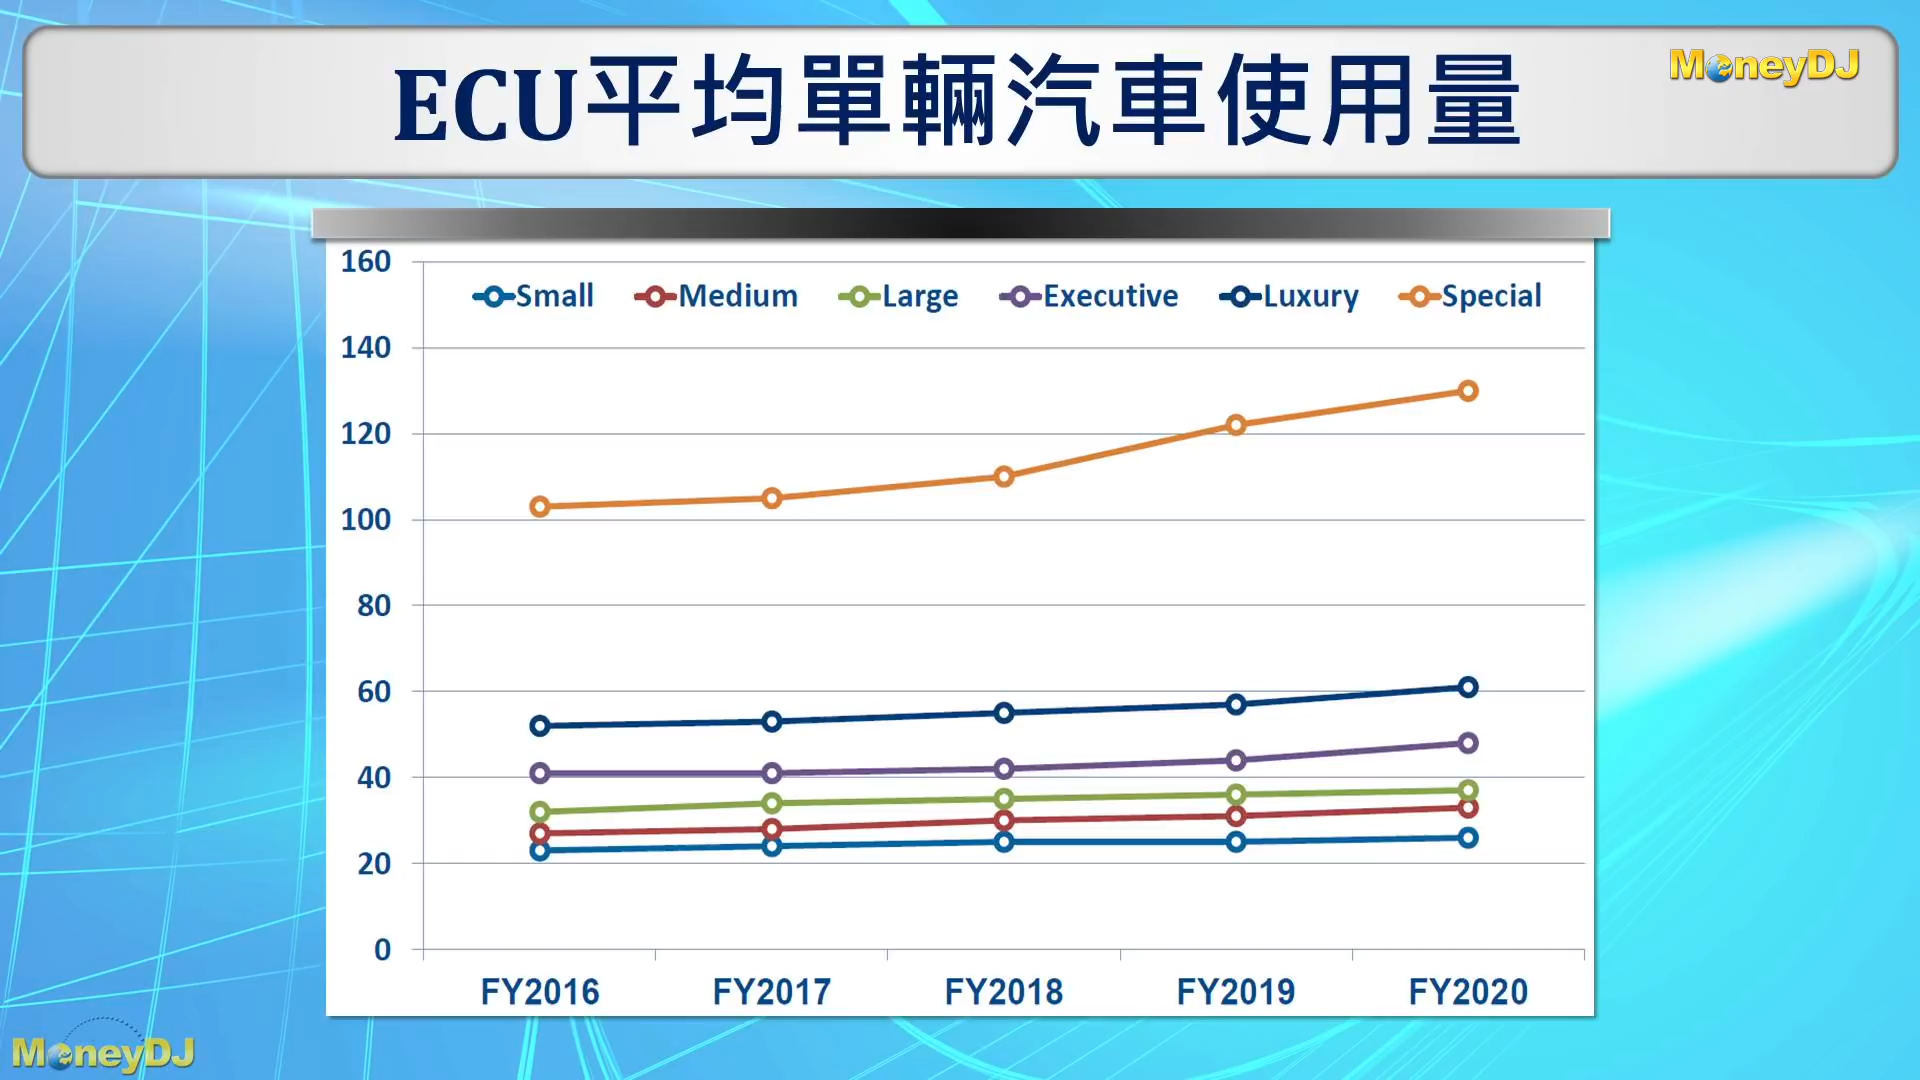 ECU平均單輛汽車使用量
MoneyDJ
160
Small Medium Large Executive Luxury Special
140
120
100
80
60
40
20
0
FY2016 FY2017 FY2018 FY2019 FY2020
MoneyDJ